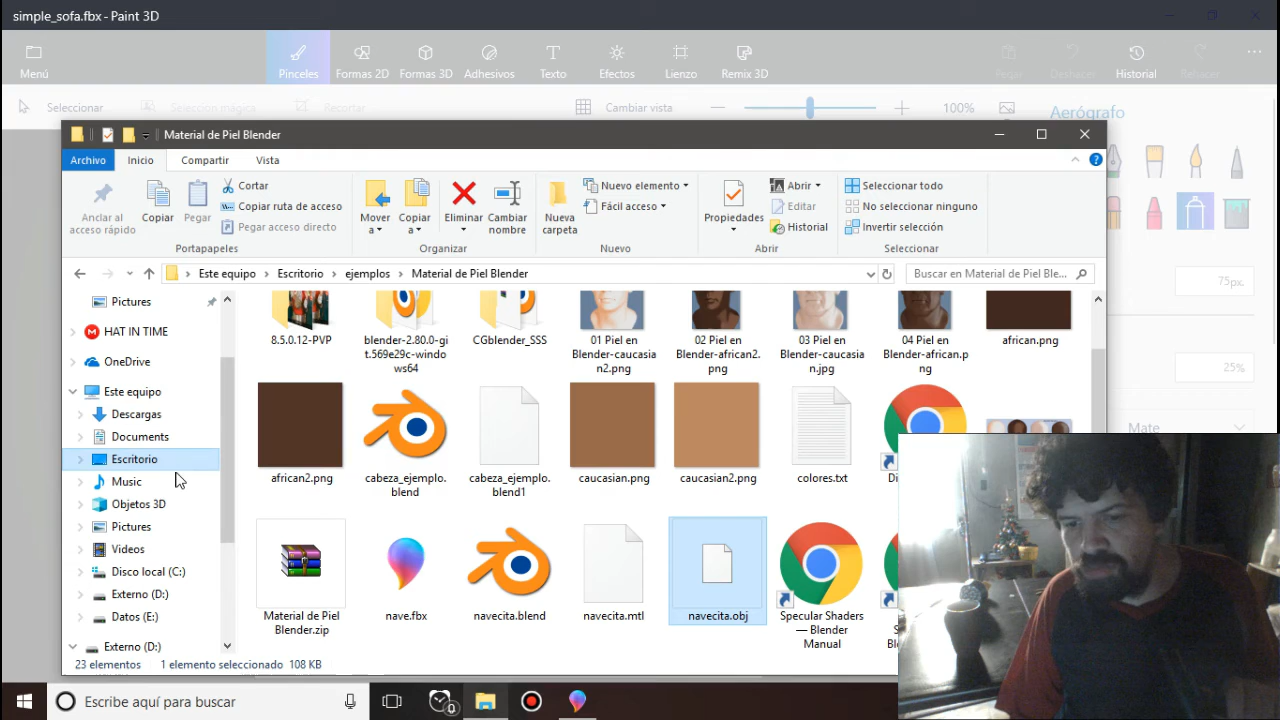 simple_sofa.fbx - Paint 3D
Menú
Pinceles
Formas 2D
Formas 3D
Adhesivos
Texto
Efectos
Lienzo
Remix 3D
Pegar
Deshacer
Historial
Rehacer
Seleccionar
Selección mágica
Recortar
Cambiar vista
100%
Aerógrafo
75px.
25%
Mate
Material de Piel Blender
Archivo
Inicio
Compartir
Vista
Anclar al
acceso rápido
Copiar
Pegar
Cortar
Copiar ruta de acceso
Pegar acceso directo
Portapapeles
Mover
a
Copiar
a
Eliminar
Cambiar
nombre
Organizar
Nueva
carpeta
Nuevo elemento
Fácil acceso
Nuevo
Propiedades
Abrir
Editar
Historial
Abrir
Seleccionar todo
No seleccionar ninguno
Invertir selección
Seleccionar
Este equipo
Escritorio
ejemplos
Material de Piel Blender
Buscar en Material de Piel Ble...
Pictures
HAT IN TIME
OneDrive
Este equipo
Descargas
Documents
Escritorio
Music
Objetos 3D
Pictures
Videos
Disco local (C:)
Externo (D:)
Datos (E:)
Externo (D:)
8.5.0.12-PVP
blender-2.80.0-gi
t.569e29c-windo
ws64
CGblender_SSS
01 Piel en
Blender-caucasia
n2.png
02 Piel en
Blender-african2.
png
03 Piel en
Blender-caucasia
n.jpg
04 Piel en
Blender-african.p
ng
african.png
african2.png
cabeza_ejemplo.
blend
cabeza_ejemplo.
blend1
caucasian.png
caucasian2.png
colores.txt
Material de Piel
Blender.zip
nave.fbx
navecita.blend
navecita.mtl
navecita.obj
Specular Shaders
— Blender
Manual
23 elementos
1 elemento seleccionado
108 KB
Escribe aquí para buscar